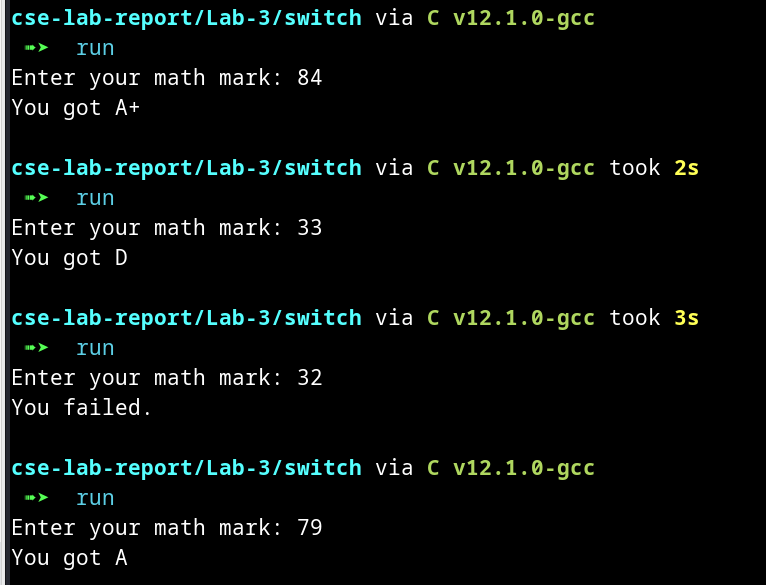 cse-lab-report/Lab-3/switch via C v12.1.0-gcc
➠➤ run
Enter your math mark: 84
You got A+
cse-lab-report/Lab-3/switch via C v12.1.0-gcc took 2s
➠➤ run
Enter your math mark: 33
You got D
cse-lab-report/Lab-3/switch via C v12.1.0-gcc took 3s
➠➤ run
Enter your math mark: 32
You failed.
cse-lab-report/Lab-3/switch via C v12.1.0-gcc
➠➤ run
Enter your math mark: 79
You got A